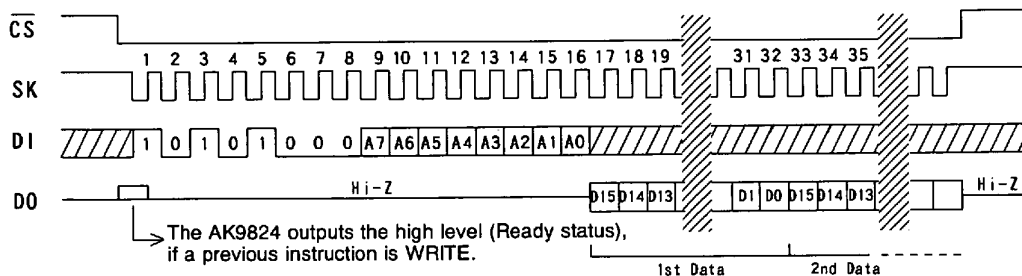 CS
1 2 3 4 5 6 7 8 9 10 11 12 13 14 15 16 17 18 19 31 32 33 34 35
SK
DI 1 0 1 0 1 0 0 0 A7 A6 A5 A4 A3 A2 A1 A0
DO Hi-Z D15 D14 D13 D1 D0 D15 D14 D13 Hi-Z
The AK9824 outputs the high level (Ready status),
if a previous instruction is WRITE.
1st Data 2nd Data